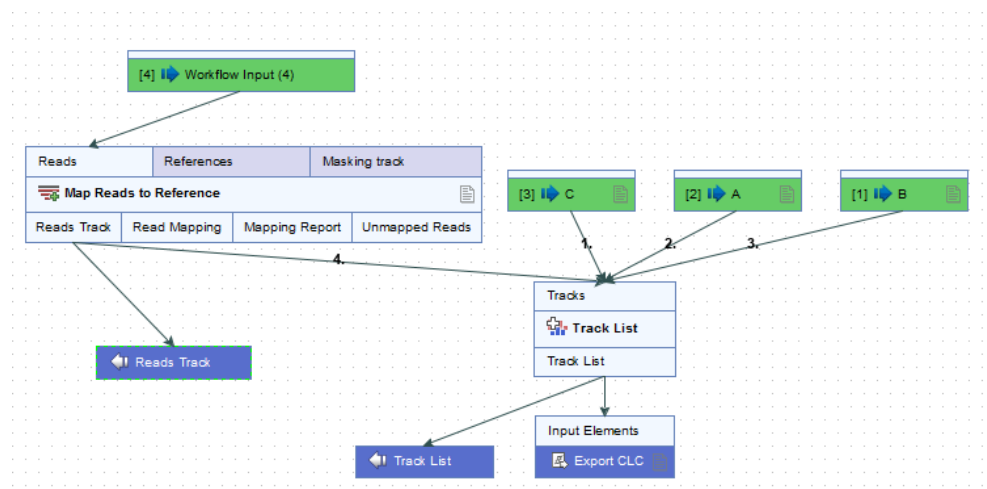 [4] Workflow Input (4)
Reads References Masking track
Map Reads to Reference
Reads Track Read Mapping Mapping Report Unmapped Reads
[3] C [2] A [1] B
1. 2. 3.
4.
Tracks
Track List
Track List
Reads Track
Input Elements
Track List Export CLC